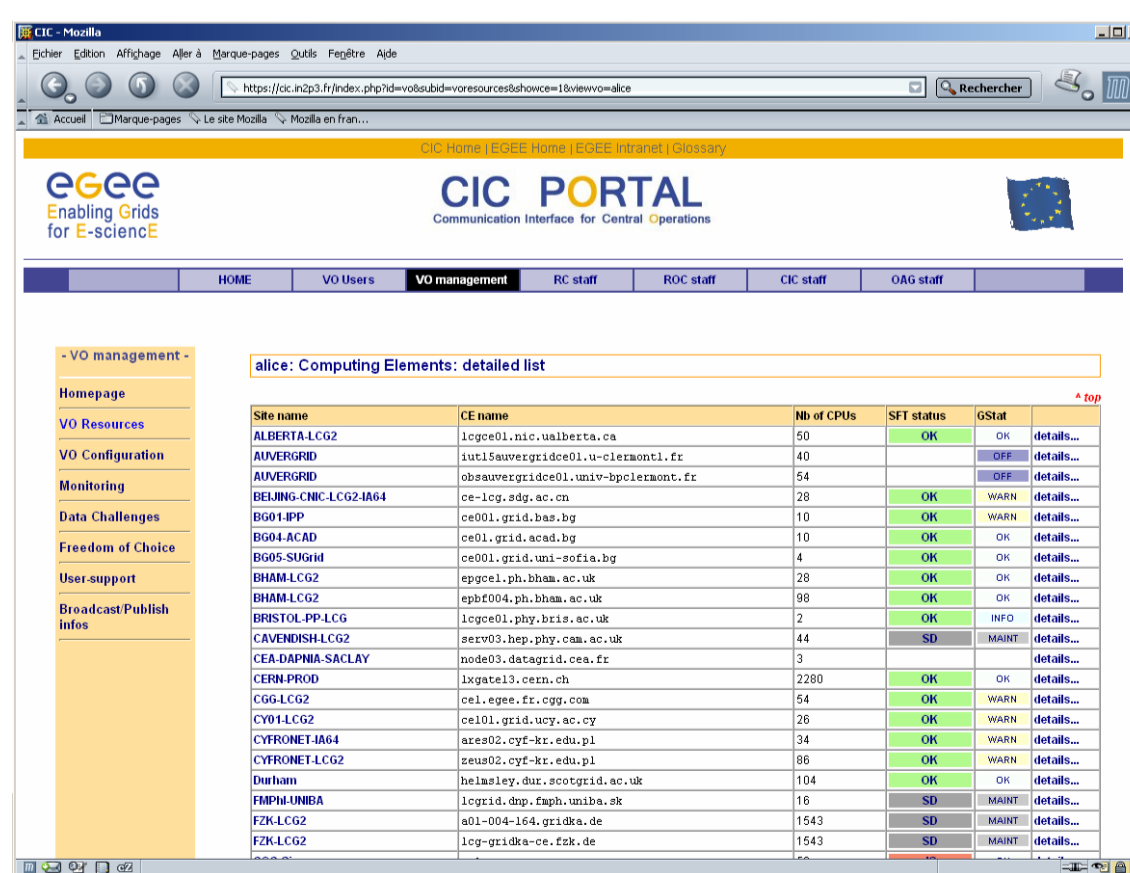 CIC - Mozilla
Eichier Edition Affichage Aller à Marque-pages Outils Fenêtre Aide
https://cic.in2p3.fr/index.php?id=vo&subid=voresources&showce=1&viewvo=alice Rechercher
Accueil Marque-pages Le site Mozilla Mozilla en fran...
CIC Home | EGEE Home | EGEE Intranet | Glossary
eGee
Enabling Grids
for E-sciencE
CIC PORTAL
Communication Interface for Central Operations
HOME VO Users VO management RC staff ROC staff CIC staff OAG staff
- VO management -
Homepage
VO Resources
VO Configuration
Monitoring
Data Challenges
Freedom of Choice
User-support
Broadcast/Publish
infos
alice: Computing Elements: detailed list
^ top
Site name CE name Nb of CPUs SFT status GStat
ALBERTA-LCG2 lcgce01.nic.ualberta.ca 50 OK OK details...
AUVERGRID iut15auvergridce01.u-clermont1.fr 40 OFF details...
AUVERGRID obsauvergridce01.univ-bpclermont.fr 54 OFF details...
BEIJING-CNIC-LCG2-IA64 ce-lcg.sdg.ac.cn 28 OK WARN details...
BG01-IPP ce001.grid.bas.bg 10 OK WARN details...
BG04-ACAD ce01.grid.acad.bg 10 OK OK details...
BG05-SUGrid ce001.grid.uni-sofia.bg 4 OK OK details...
BHAM-LCG2 epgce1.ph.bham.ac.uk 28 OK OK details...
BHAM-LCG2 epbf004.ph.bham.ac.uk 98 OK OK details...
BRISTOL-PP-LCG lcgce01.phy.bris.ac.uk 2 OK INFO details...
CAVENDISH-LCG2 serv03.hep.phy.cam.ac.uk 44 SD MAINT details...
CEA-DAPNIA-SACLAY node03.datagrid.cea.fr 3 details...
CERN-PROD lxgate13.cern.ch 2280 OK OK details...
CGG-LCG2 ce1.egee.fr.cgg.com 54 OK WARN details...
CY01-LCG2 ce101.grid.ucy.ac.cy 26 OK WARN details...
CYFRONET-IA64 ares02.cyf-kr.edu.pl 34 OK WARN details...
CYFRONET-LCG2 zeus02.cyf-kr.edu.pl 86 OK WARN details...
Durham helmsley.dur.scotgrid.ac.uk 104 OK OK details...
FMPhI-UNIBA lcgrid.dnp.fmph.uniba.sk 16 SD MAINT details...
FZK-LCG2 a01-004-164.gridka.de 1543 SD MAINT details...
FZK-LCG2 lcg-gridka-ce.fzk.de 1543 SD MAINT details...